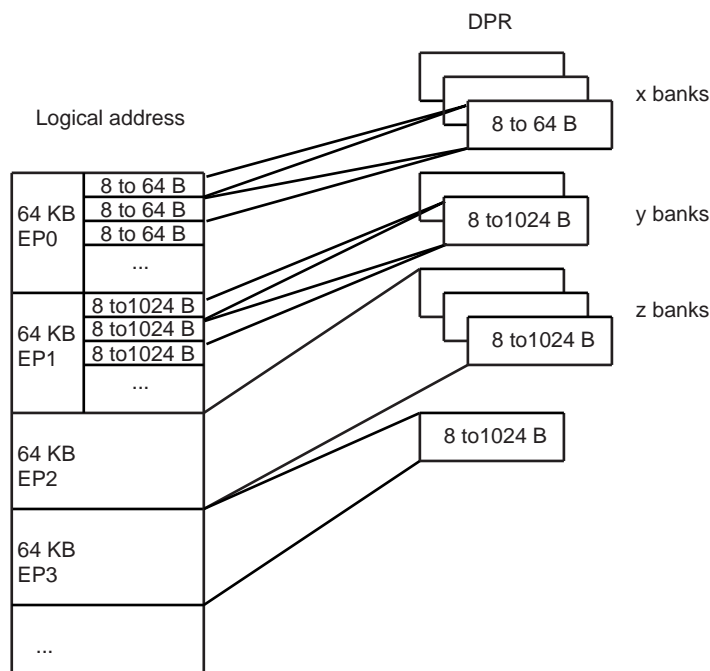 DPR
x banks
8 to 64 B
Logical address
64 KB
EP0
8 to 64 B
8 to 64 B
8 to 64 B
...
y banks
8 to1024 B
64 KB
EP1
8 to1024 B
8 to1024 B
8 to1024 B
...
z banks
8 to1024 B
64 KB
EP2
8 to1024 B
64 KB
EP3
...